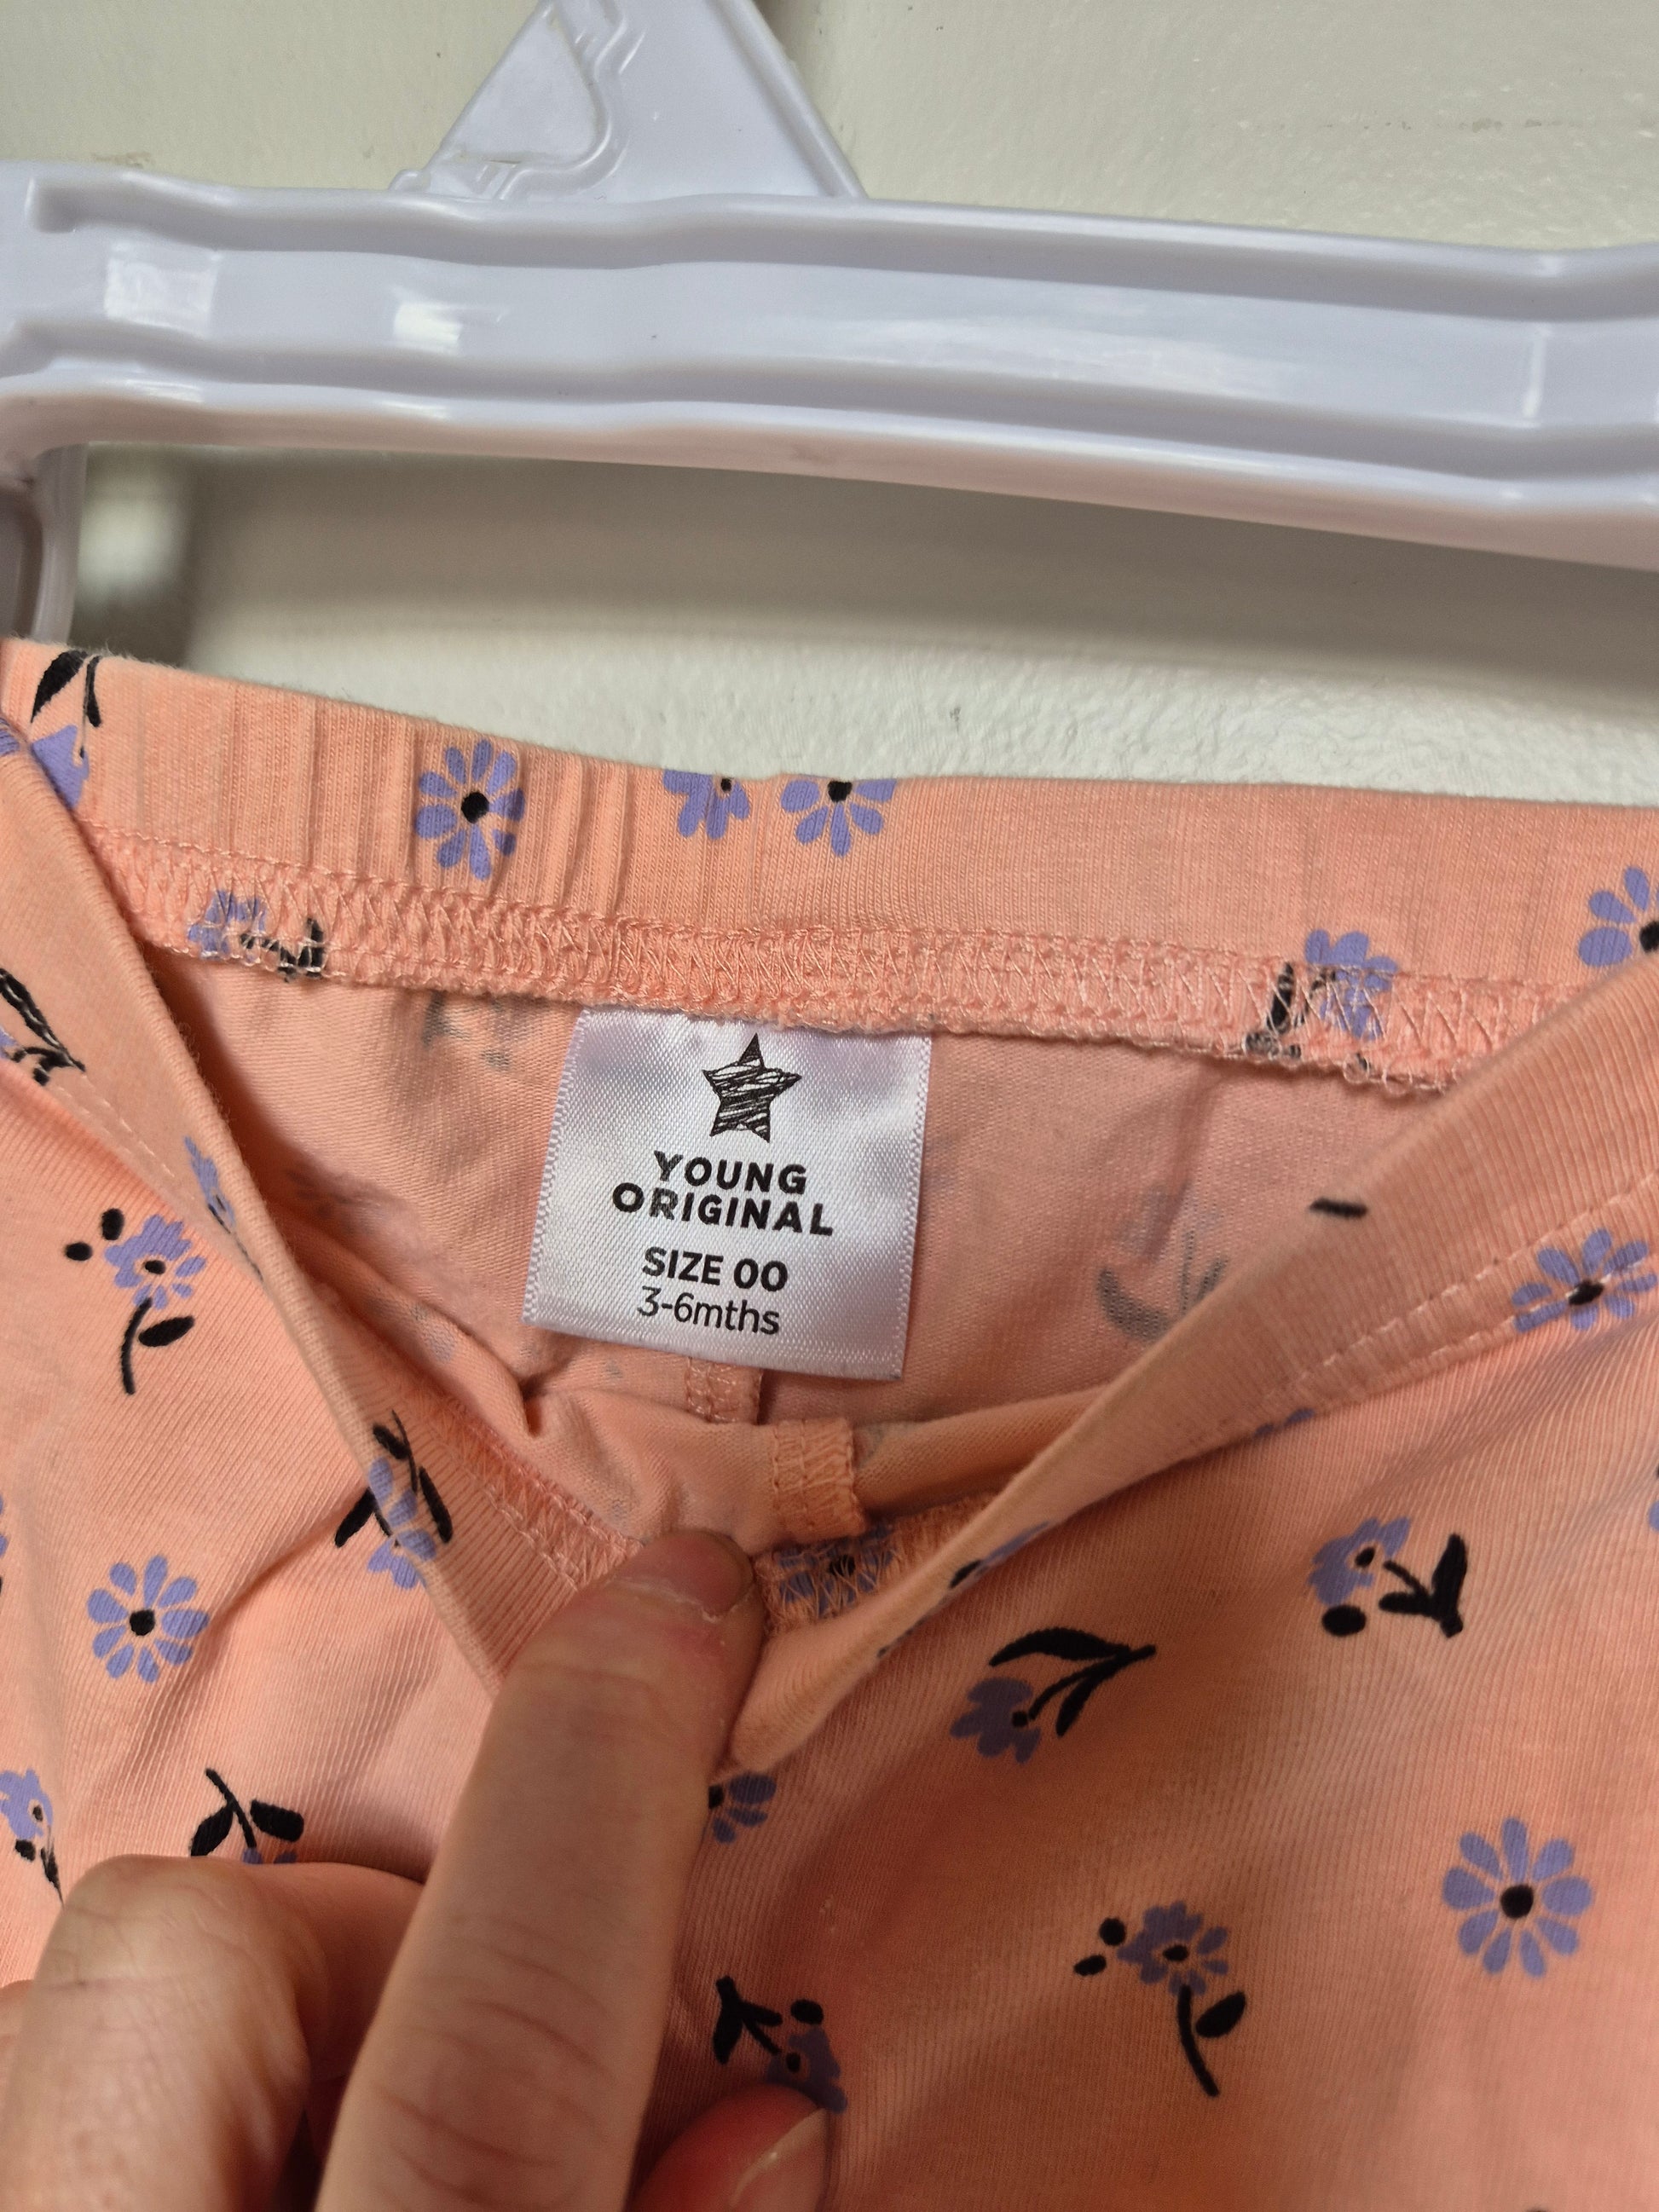 YOUNG
ORIGINAL
SIZE 00
3-6mths